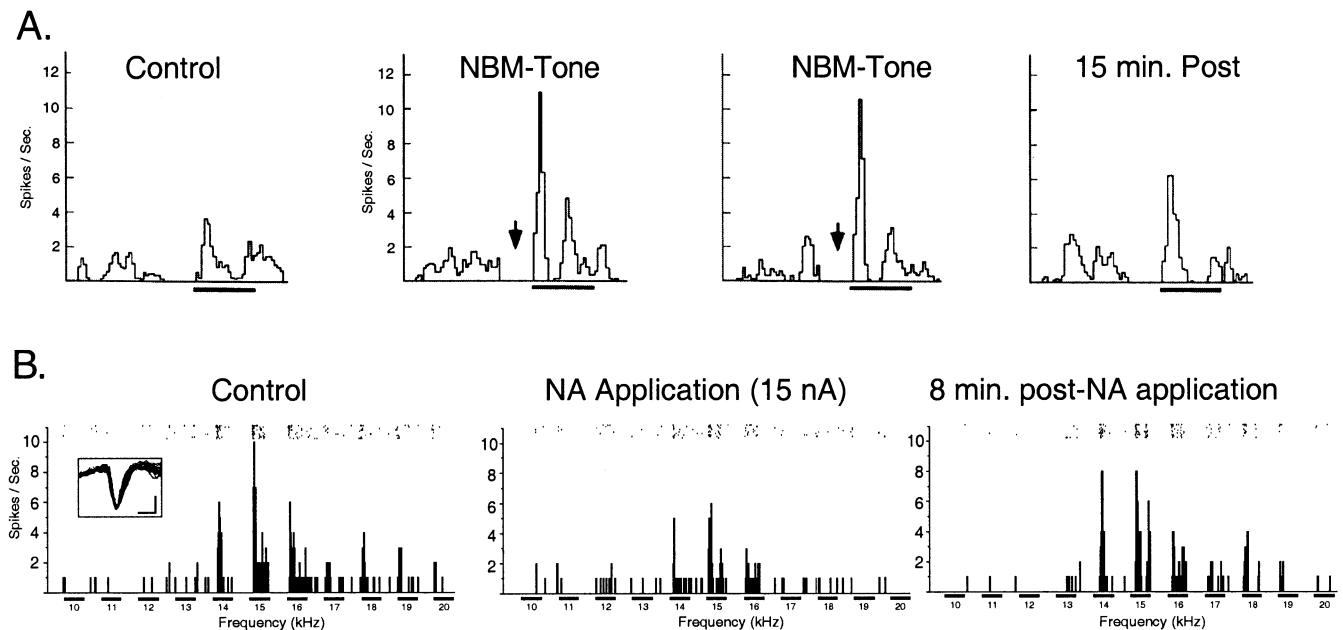 A.
Control
NBM-Tone
NBM-Tone
15 min. Post
Spikes / Sec.
12
10
8
6
4
2
Spikes / Sec.
12
10
8
6
4
2
B.
Control
NA Application (15 nA)
8 min. post-NA application
Spikes / Sec.
10
8
6
4
2
10 11 12 13 14 15 16 17 18 19 20
Frequency (kHz)
10
8
6
4
2
10 11 12 13 14 15 16 17 18 19 20
Frequency (kHz)
10
8
6
4
2
10 11 12 13 14 15 16 17 18 19 20
Frequency (kHz)